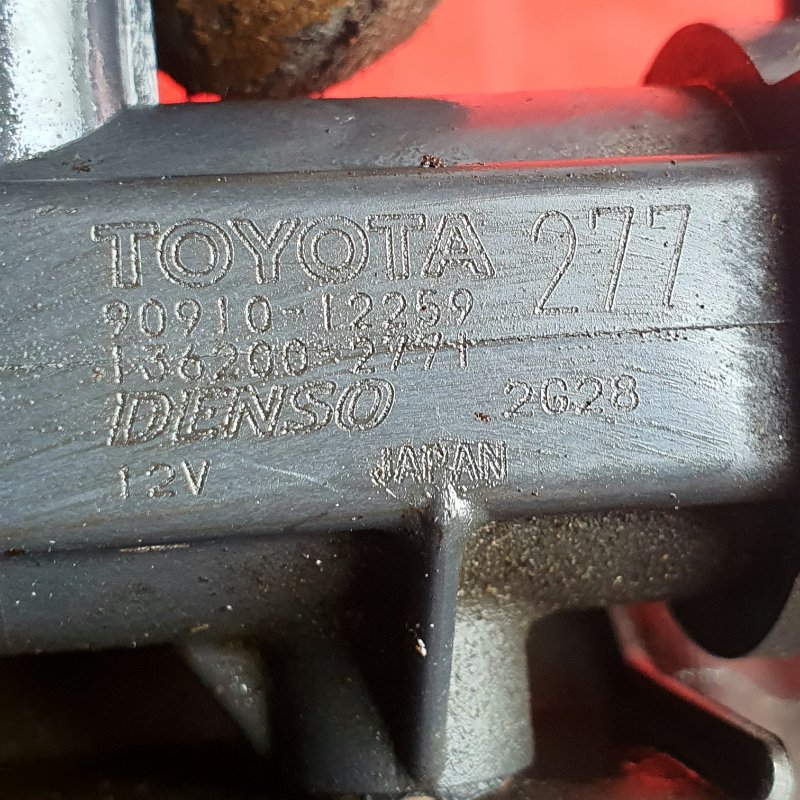 TOYOTA 277
90910-12259
136200-2771
DENSO 2G28
12V JAPAN